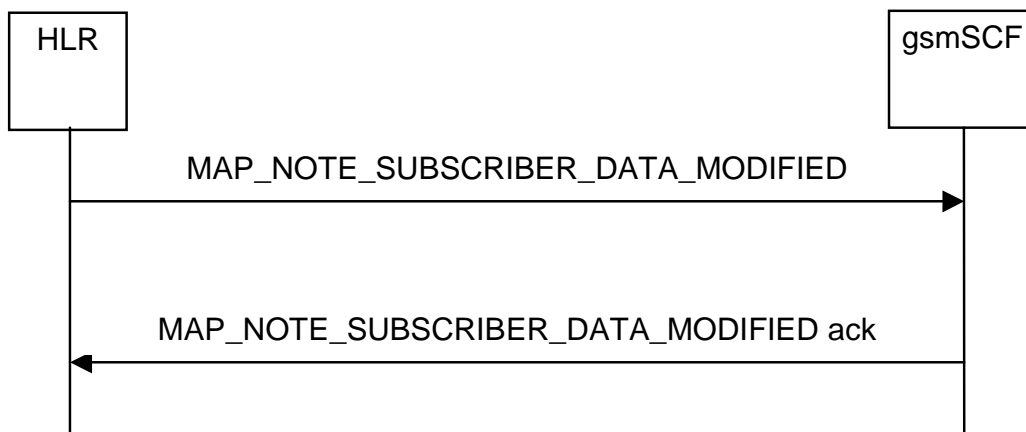 HLR
gsmSCF
MAP_NOTE_SUBSCRIBER_DATA_MODIFIED
MAP_NOTE_SUBSCRIBER_DATA_MODIFIED ack